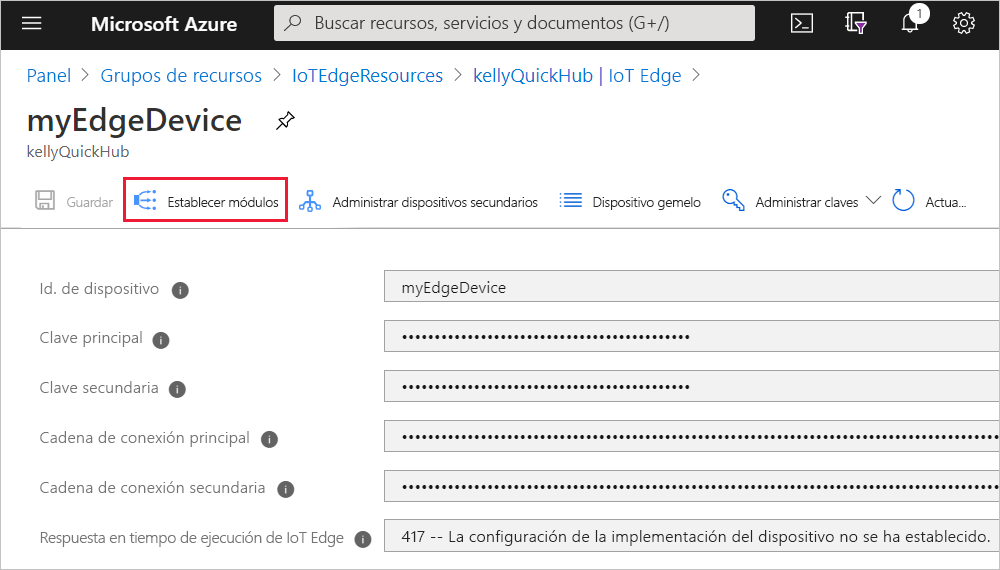 Microsoft Azure
Buscar recursos, servicios y documentos (G+/)
1
Panel > Grupos de recursos > IoTEdgeResources > kellyQuickHub | IoT Edge >
myEdgeDevice
kellyQuickHub
Guardar
Establecer módulos
Administrar dispositivos secundarios
Dispositivo gemelo
Administrar claves
Actua...
Id. de dispositivo
myEdgeDevice
Clave principal
Clave secundaria
Cadena de conexión principal
Cadena de conexión secundaria
Respuesta en tiempo de ejecución de IoT Edge
417 -- La configuración de la implementación del dispositivo no se ha establecido.